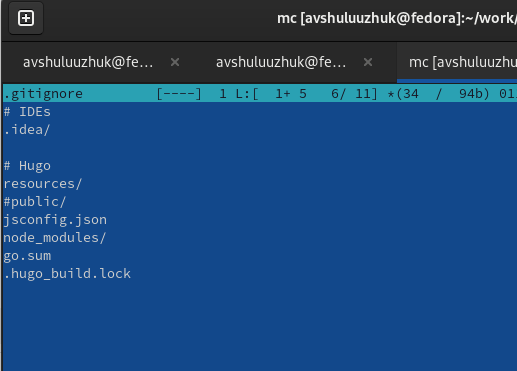 mc [avshuluuzhuk@fedora]:~/work/
avshuluuzhuk@fe... × avshuluuzhuk@fe... × mc [avshuluuzhu
.gitignore [----] 1 L:[ 1+ 5 6/ 11] *(34 / 94b) 01
# IDEs
.idea/
# Hugo
resources/
#public/
jsconfig.json
node_modules/
go.sum
.hugo_build.lock